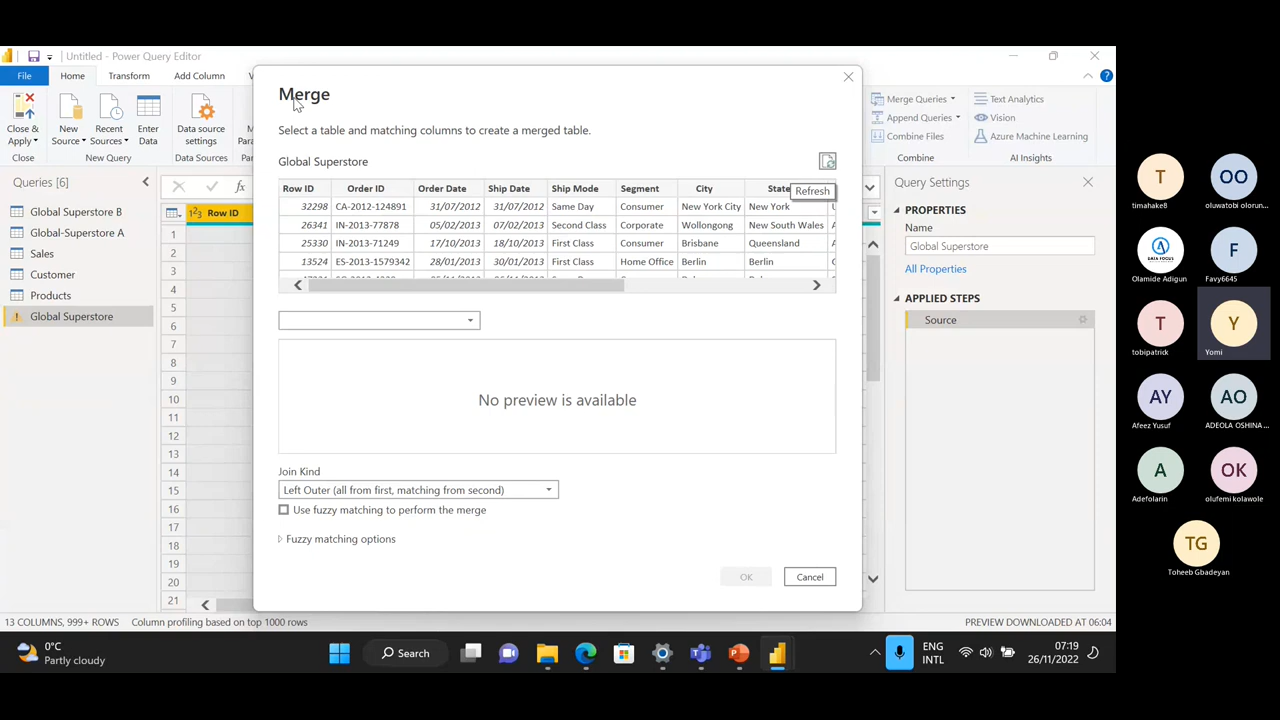 Untitled - Power Query Editor
File Home Transform Add Column
Close & Apply
New Source
Recent Sources
Enter Data
Data source settings
Merge Queries
Append Queries
Combine Files
Text Analytics
Vision
Azure Machine Learning
Close
New Query
Data Sources
Combine
AI Insights
Queries [6]
Global Superstore B
Global-Superstore A
Sales
Customer
Products
Global Superstore
fx
123 Row ID
1
2
3
4
5
6
7
8
9
10
11
12
13
14
15
16
17
18
19
20
21
Merge
Select a table and matching columns to create a merged table.
Global Superstore
Refresh
Row ID Order ID Order Date Ship Date Ship Mode Segment City State
32298 CA-2012-124891 31/07/2012 31/07/2012 Same Day Consumer New York City New York
26341 IN-2013-77878 05/02/2013 07/02/2013 Second Class Corporate Wollongong New South Wales
25330 IN-2013-71249 17/10/2013 18/10/2013 First Class Consumer Brisbane Queensland
13524 ES-2013-1579342 28/01/2013 30/01/2013 First Class Home Office Berlin Berlin
No preview is available
Join Kind
Left Outer (all from first, matching from second)
Use fuzzy matching to perform the merge
Fuzzy matching options
OK Cancel
Query Settings
PROPERTIES
Name
Global Superstore
All Properties
APPLIED STEPS
Source
13 COLUMNS, 999+ ROWS Column profiling based on top 1000 rows
PREVIEW DOWNLOADED AT 06:04
0°C
Partly cloudy
Search
ENG
INTL
07:19
26/11/2022
T
timahake8
OO
oluwatobi olorun...
Olamide Adigun
F
Favy6645
T
tobipatrick
Y
Yomi
AY
Afeez Yusuf
AO
ADEOLA OSHINA...
A
Adefolarin
OK
olufemi kolawole
TG
Toheeb Gbadeyan